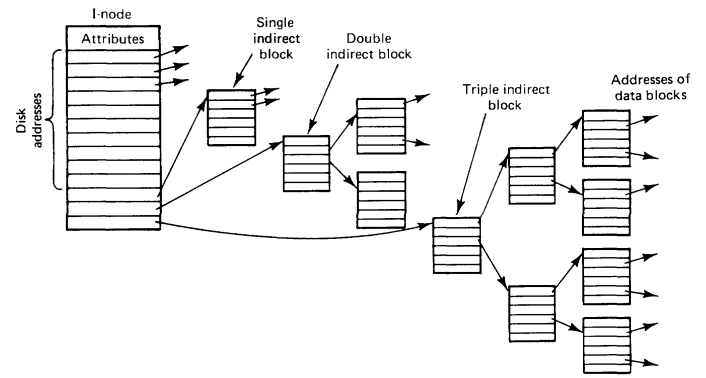 I-node
Attributes
Disk
addresses
Single
indirect
block
Double
indirect block
Triple indirect
block
Addresses of
data blocks